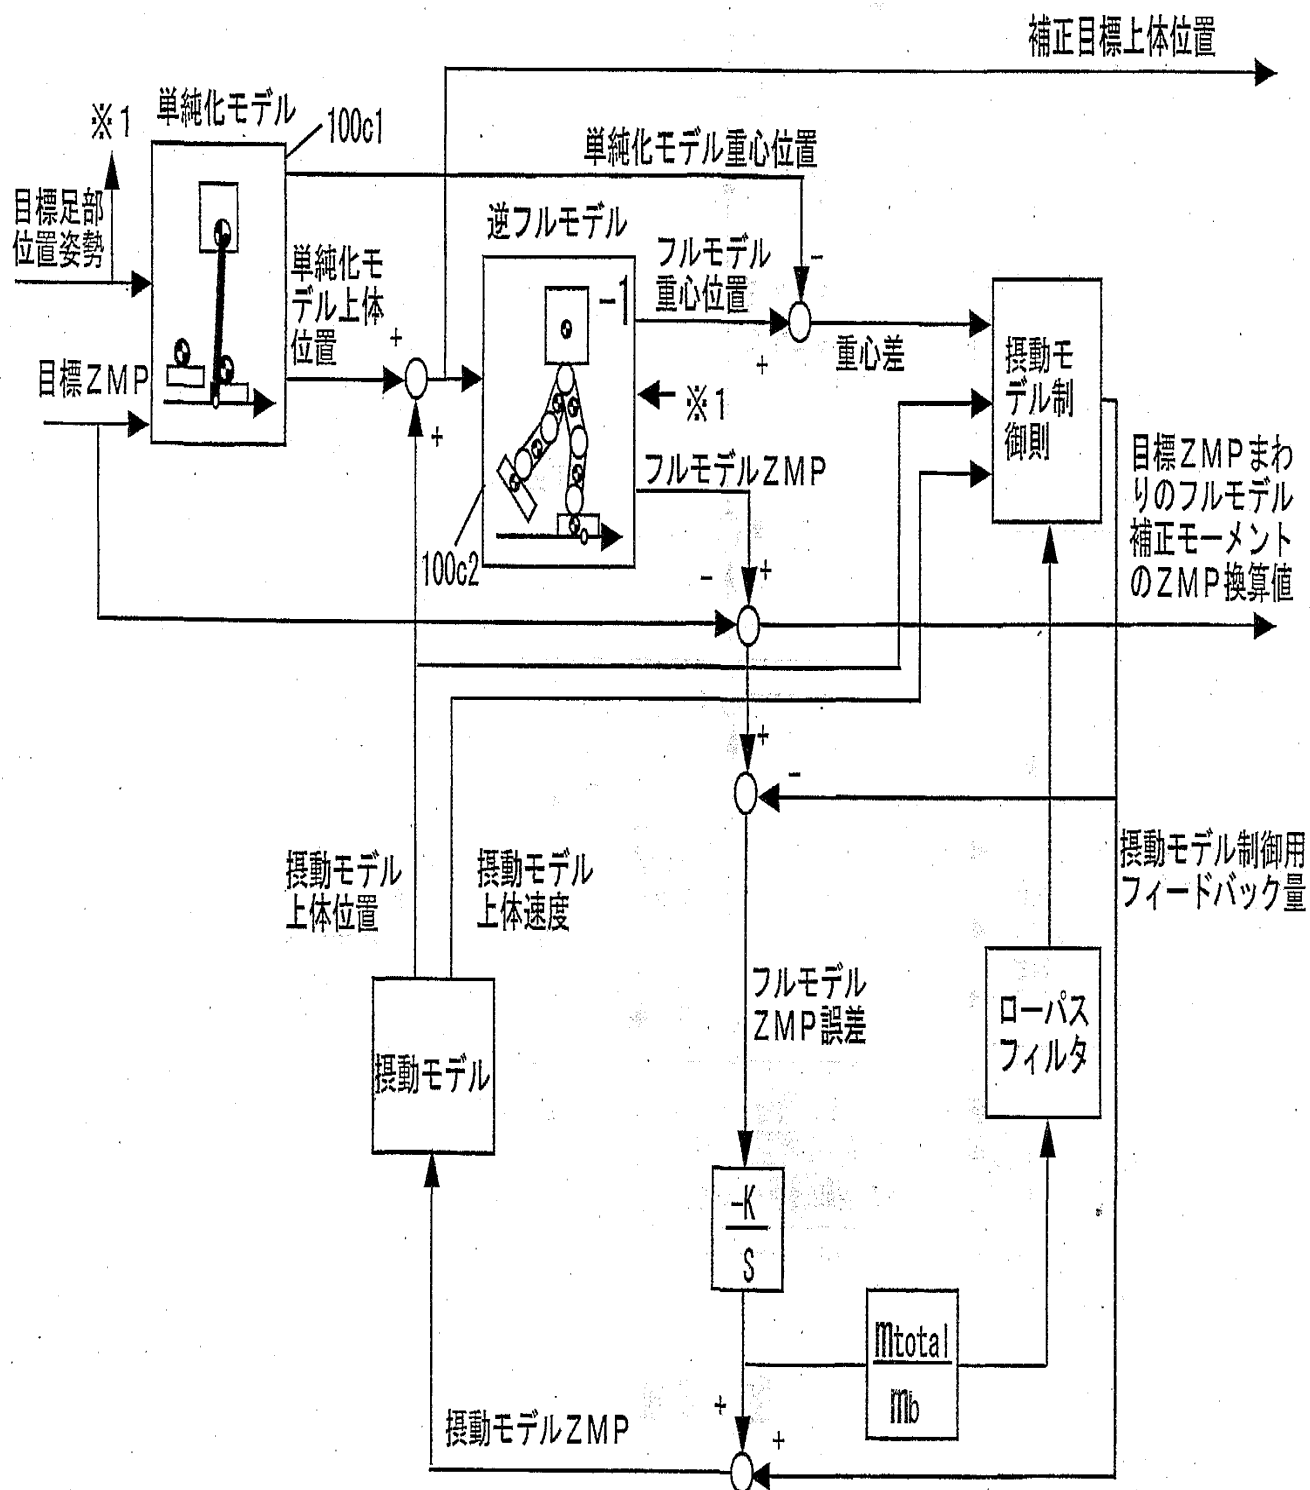 補正目標上体位置
※1
単純化モデル
100c1
単純化モデル重心位置
目標足部
位置姿勢
逆フルモデル
単純化モ
デル上体
位置
フルモデル
重心位置
-1
-
+
+
重心差
摂動モ
デル制
御則
目標ZMP
※1
+
フルモデルZMP
目標ZMPまわ
りのフルモデル
補正モーメント
のZMP換算値
100c2
-
+
+
-
摂動モデル
上体位置
摂動モデル
上体速度
摂動モデル制御用
フィードバック量
フルモデル
ZMP誤差
ローパス
フィルタ
摂動モデル
-K
S
mtotal
mb
+
+
摂動モデルZMP